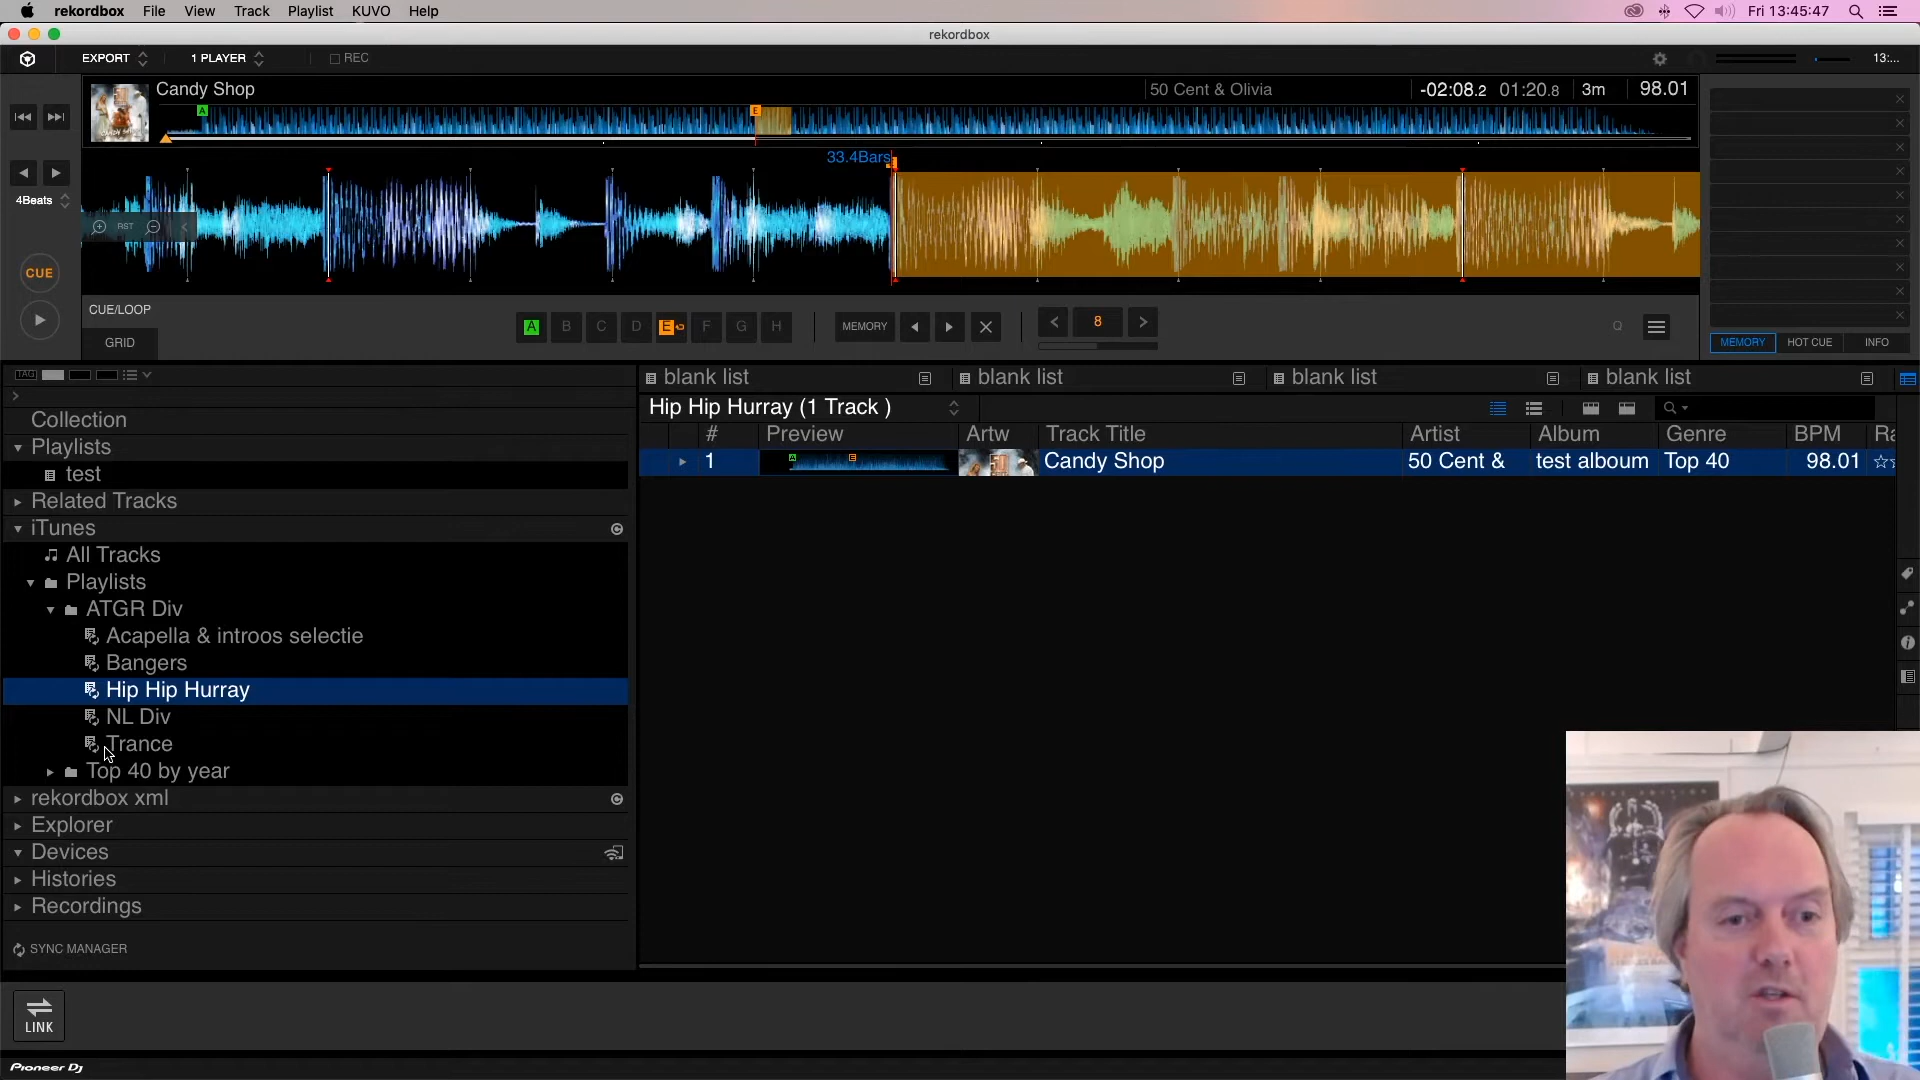 rekordbox File View Track Playlist KUVO Help
Fri 13:45:47
rekordbox
EXPORT
1 PLAYER
REC
13:...
Candy Shop
50 Cent & Olivia
-02:08.2 01:20.8 3m 98.01
A
E
33.4Bars
4Beats
RST
CUE
CUE/LOOP
GRID
A B C D E F G H
MEMORY
8
Q
MEMORY HOT CUE INFO
TAG
Collection
Playlists
test
Related Tracks
iTunes
All Tracks
Playlists
ATGR Div
Acapella & introos selectie
Bangers
Hip Hip Hurray
NL Div
Trance
Top 40 by year
rekordbox xml
Explorer
Devices
Histories
Recordings
SYNC MANAGER
LINK
Pioneer Dj
blank list
blank list
blank list
blank list
Hip Hip Hurray (1 Track )
# Preview Artw Track Title Artist Album Genre BPM Ra
1 A E Candy Shop 50 Cent & test alboum Top 40 98.01